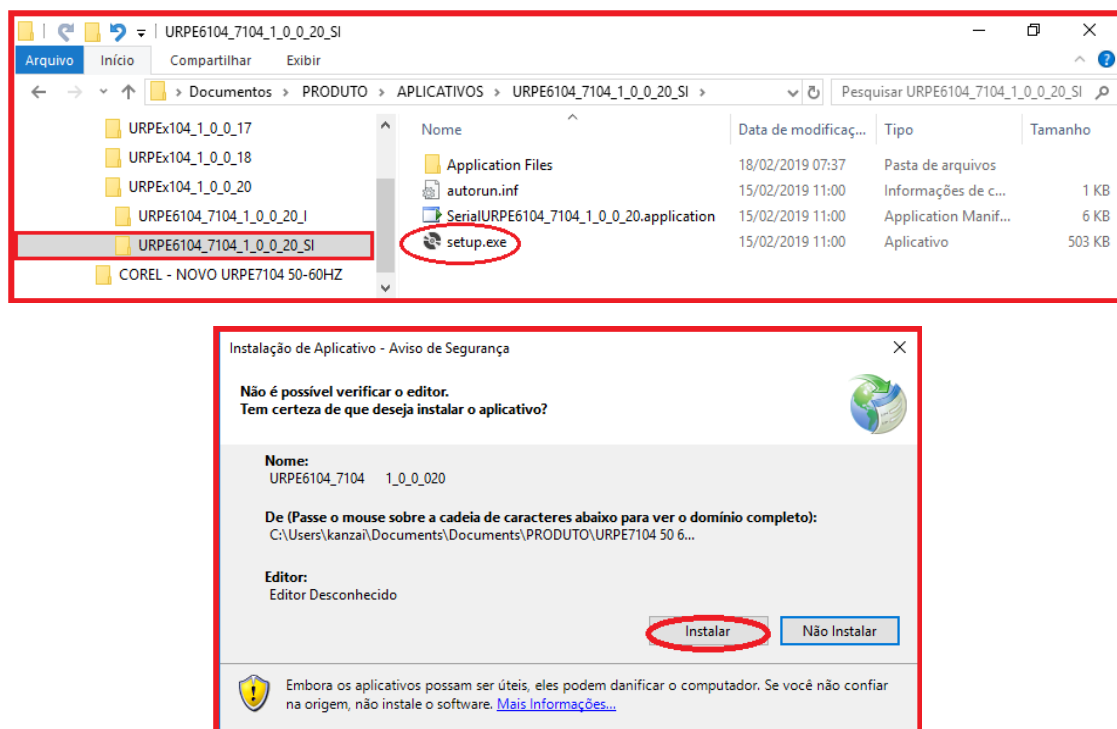 URPE6104_7104_1_0_0_20_SI
Arquivo Início Compartilhar Exibir
Documentos PRODUTO APLICATIVOS URPE6104_7104_1_0_0_20_SI Pesquisar URPE6104_7104_1_0_0_20_SI
URPEx104_1_0_0_17
URPEx104_1_0_0_18
URPEx104_1_0_0_20
URPE6104_7104_1_0_0_20_I
URPE6104_7104_1_0_0_20_SI
COREL - NOVO URPE7104 50-60HZ
Nome Data de modificaç... Tipo Tamanho
Application Files 18/02/2019 07:37 Pasta de arquivos
autorun.inf 15/02/2019 11:00 Informações de c... 1 KB
SerialURPE6104_7104_1_0_0_20.application 15/02/2019 11:00 Application Manif... 6 KB
setup.exe 15/02/2019 11:00 Aplicativo 503 KB
Instalação de Aplicativo - Aviso de Segurança
Não é possível verificar o editor.
Tem certeza de que deseja instalar o aplicativo?
Nome:
URPE6104_7104 1_0_0_020
De (Passe o mouse sobre a cadeia de caracteres abaixo para ver o domínio completo):
C:\Users\kanzai\Documents\Documents\PRODUTO\URPE7104 50 6...
Editor:
Editor Desconhecido
Instalar Não Instalar
Embora os aplicativos possam ser úteis, eles podem danificar o computador. Se você não confiar
na origem, não instale o software. Mais Informações...